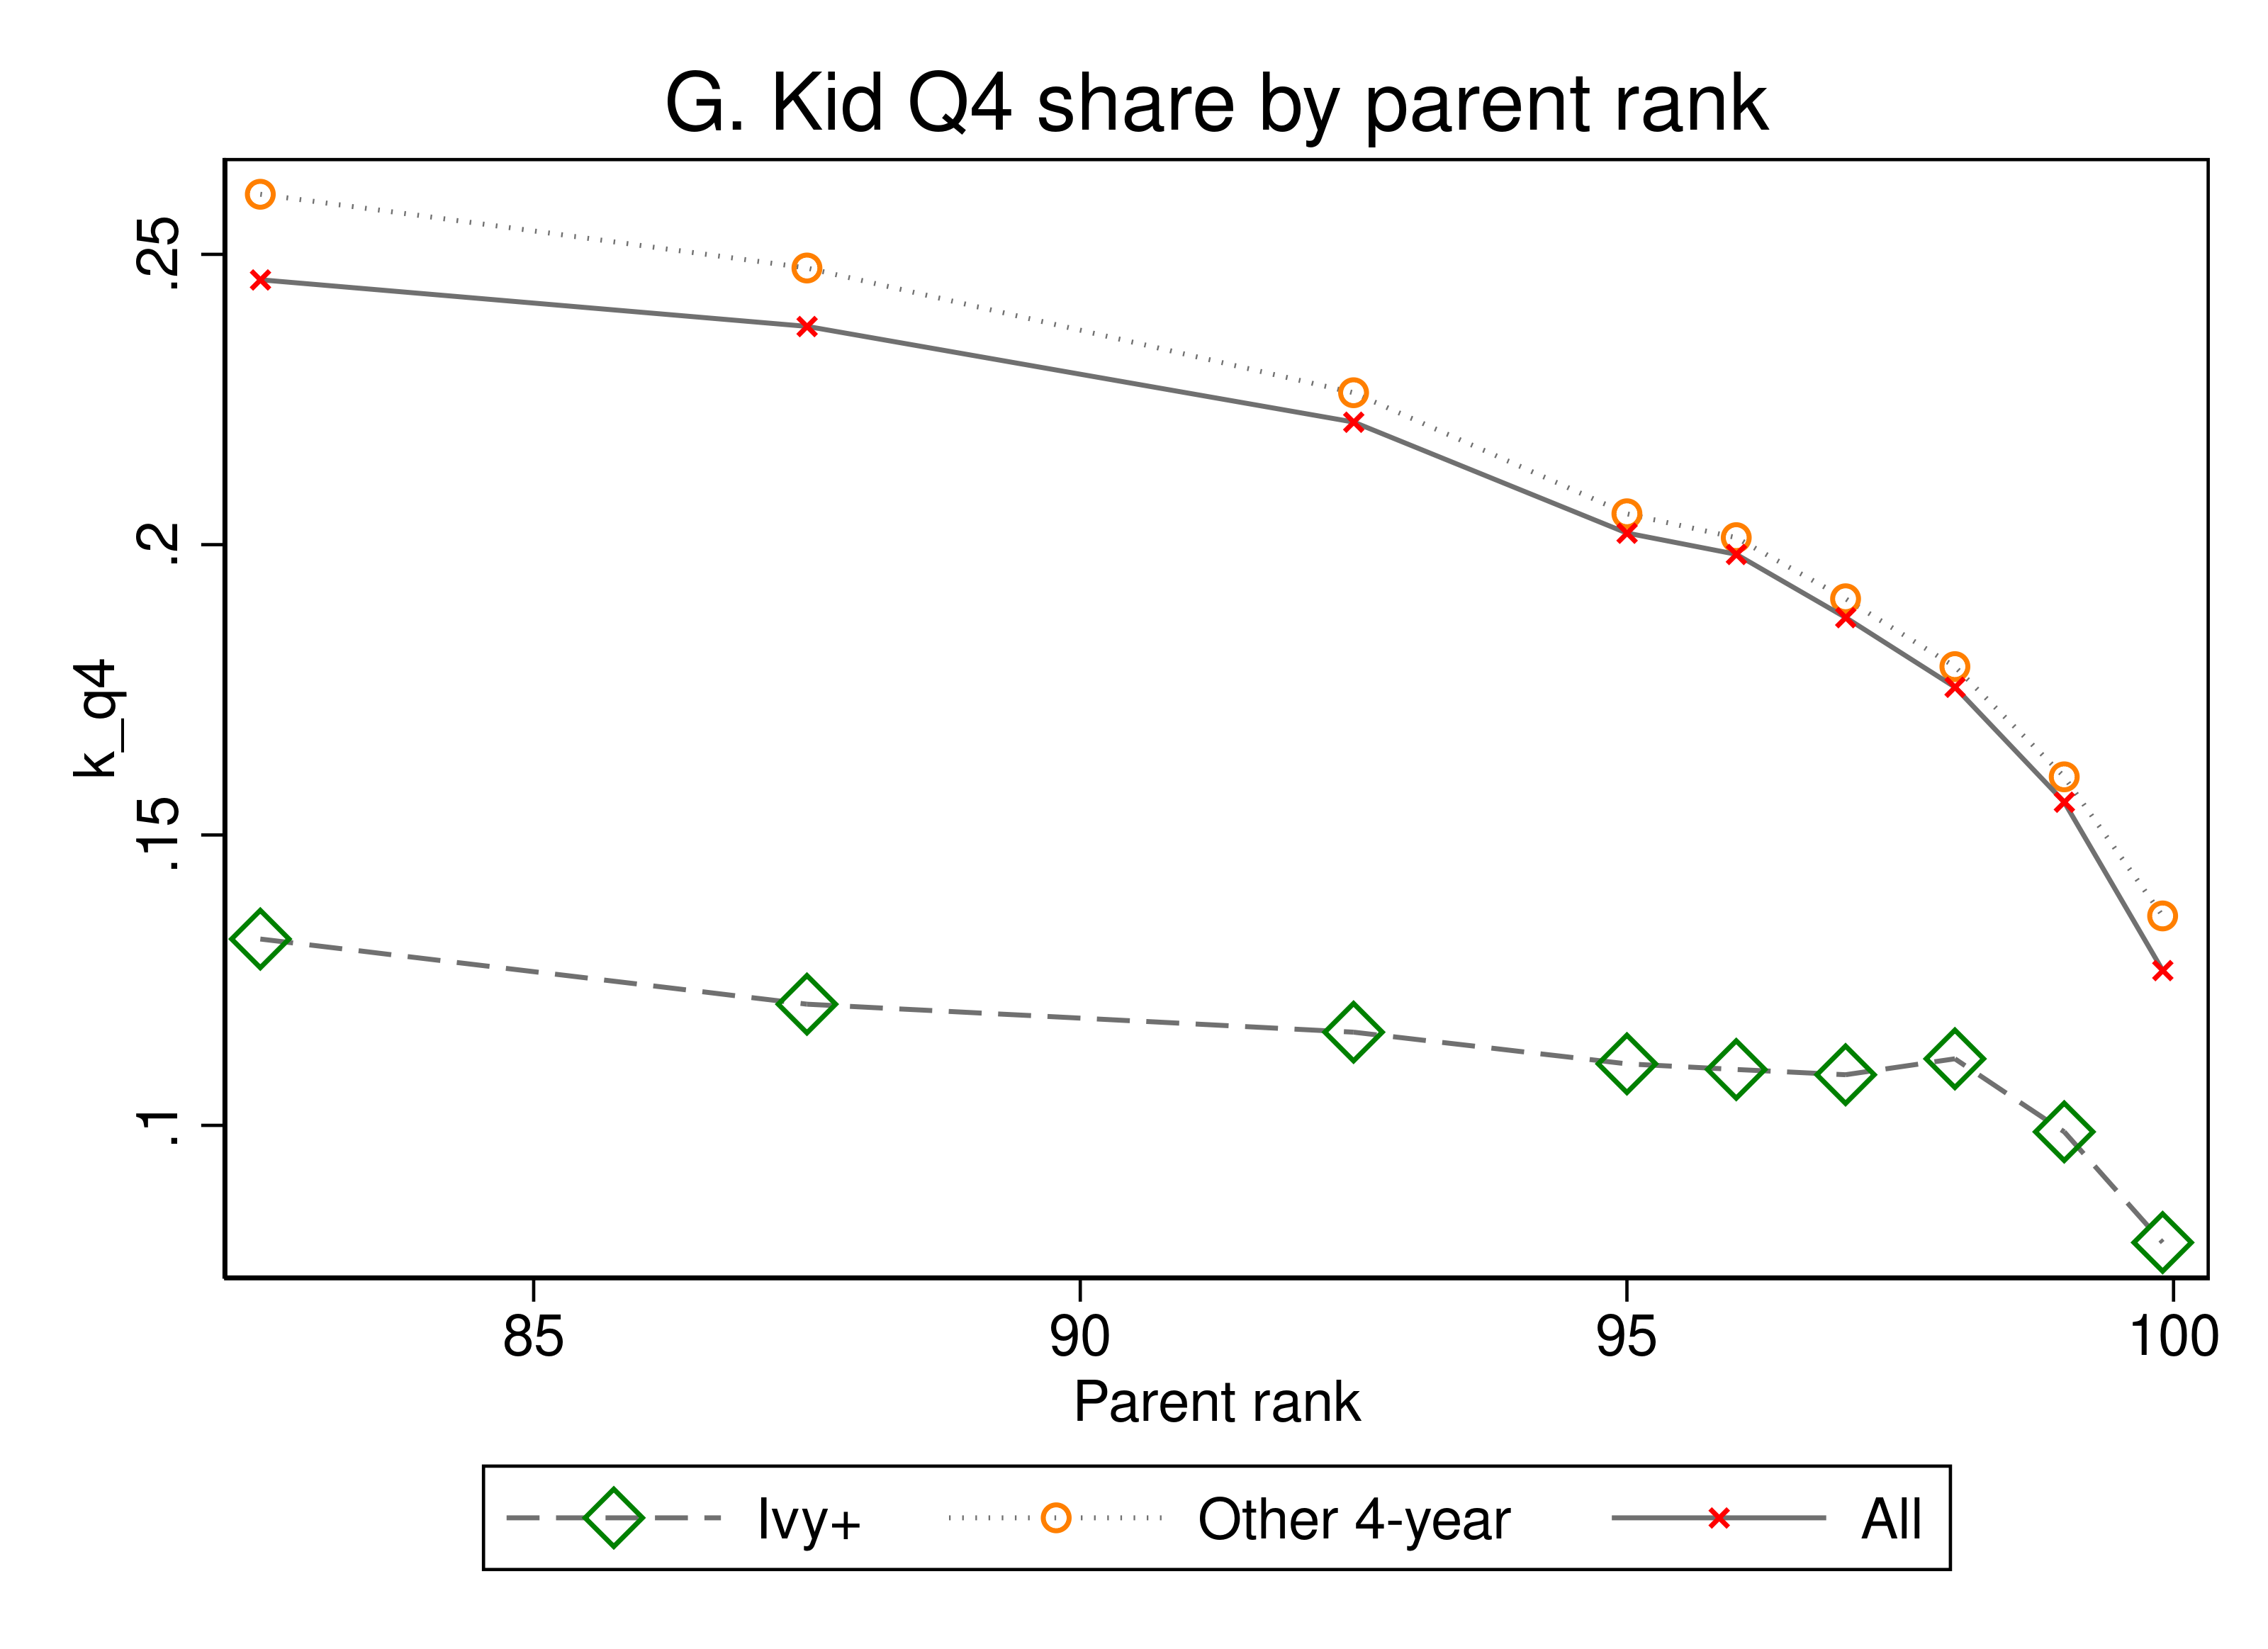 G. Kid Q4 share by parent rank
.25
.2
.15
.1
k_q4
85 90 95 100
Parent rank
Ivy+ Other 4-year All